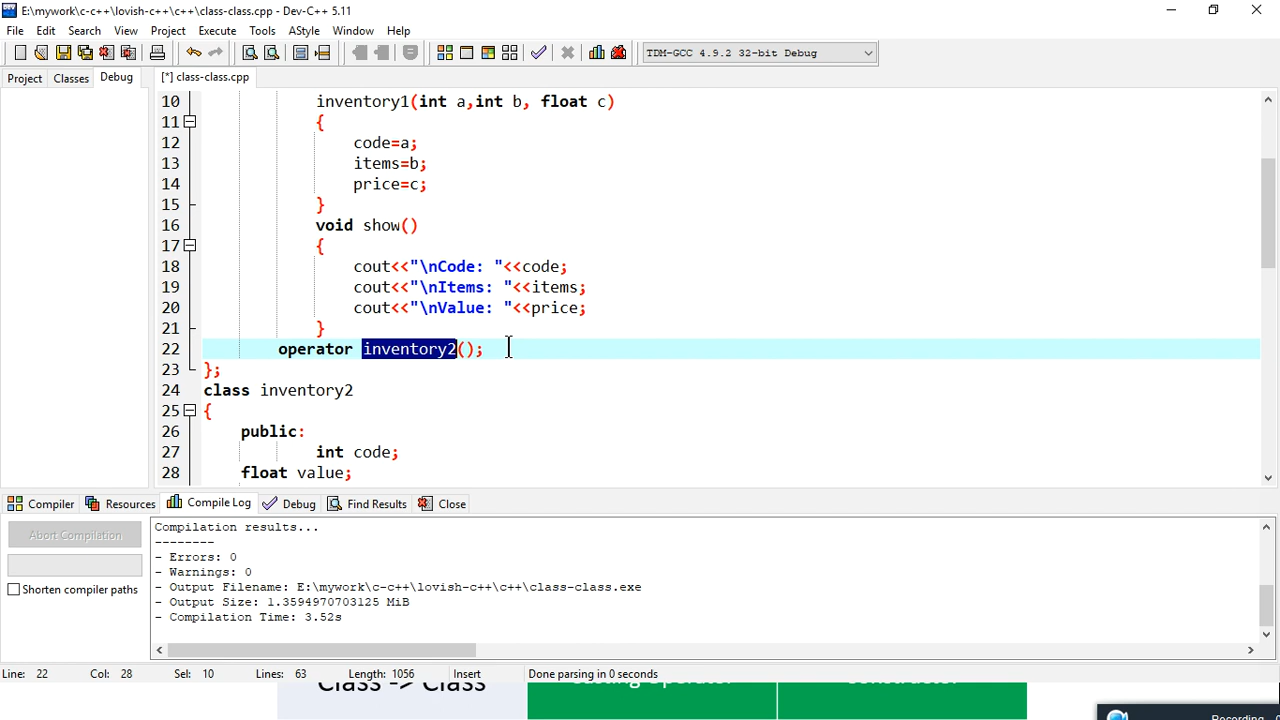 E:\mywork\c-c++\lovish-c++\c++\class-class.cpp - Dev-C++ 5.11
File Edit Search View Project Execute Tools AStyle Window Help
TDM-GCC 4.9.2 32-bit Debug
Project Classes Debug [*] class-class.cpp
10 inventory1(int a,int b, float c)
11 {
12 code=a;
13 items=b;
14 price=c;
15 }
16 void show()
17 {
18 cout<<"\nCode: "<<code;
19 cout<<"\nItems: "<<items;
20 cout<<"\nValue: "<<price;
21 }
22 operator inventory2();
23 };
24 class inventory2
25 {
26 public:
27 int code;
28 float value;
Compiler Resources Compile Log Debug Find Results Close
Abort Compilation
Shorten compiler paths
Compilation results...
--------
- Errors: 0
- Warnings: 0
- Output Filename: E:\mywork\c-c++\lovish-c++\c++\class-class.exe
- Output Size: 1.3594970703125 MiB
- Compilation Time: 3.52s
Line: 22 Col: 28 Sel: 10 Lines: 63 Length: 1056 Insert Done parsing in 0 seconds
Class -> Class
Recording